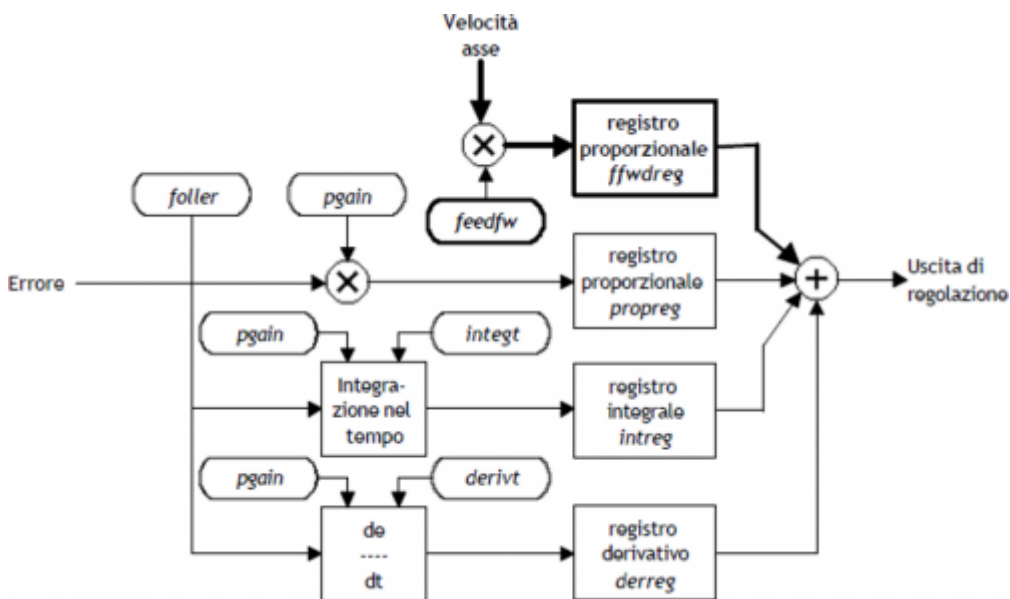 Velocità
asse
registro
proporzionale
ffwdreg
foller
pgain
feedfw
Errore
registro
proporzionale
propreg
Uscita di
regolazione
pgain
integt
Integra-
zione nel
tempo
registro
integrale
intreg
pgain
derivt
de
----
dt
registro
derivativo
derreg